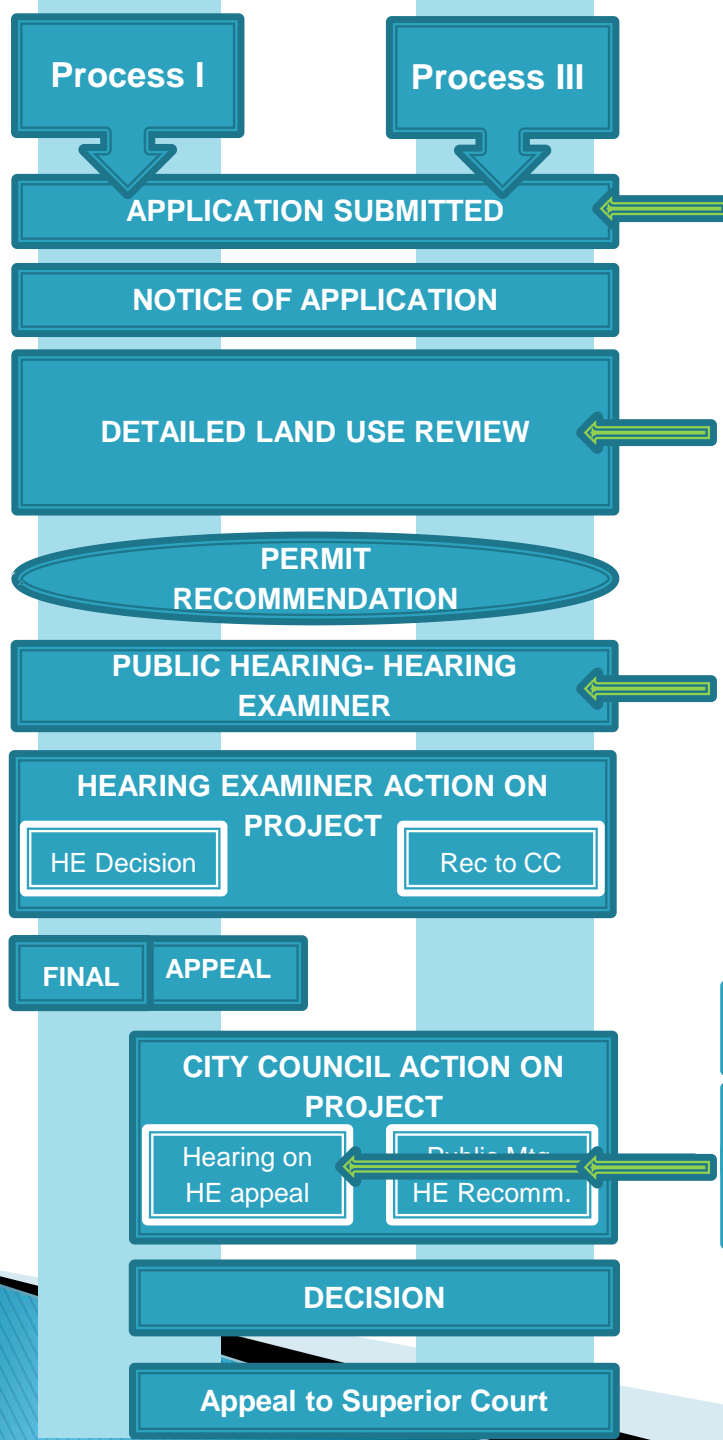 Process I
Process III
APPLICATION SUBMITTED
NOTICE OF APPLICATION
DETAILED LAND USE REVIEW
PERMIT
RECOMMENDATION
PUBLIC HEARING- HEARING
EXAMINER
HEARING EXAMINER ACTION ON
PROJECT
HE Decision
Rec to CC
FINAL
APPEAL
CITY COUNCIL ACTION ON
PROJECT
Hearing on
HE appeal
Public Mtg
HE Recomm.
DECISION
Appeal to Superior Court